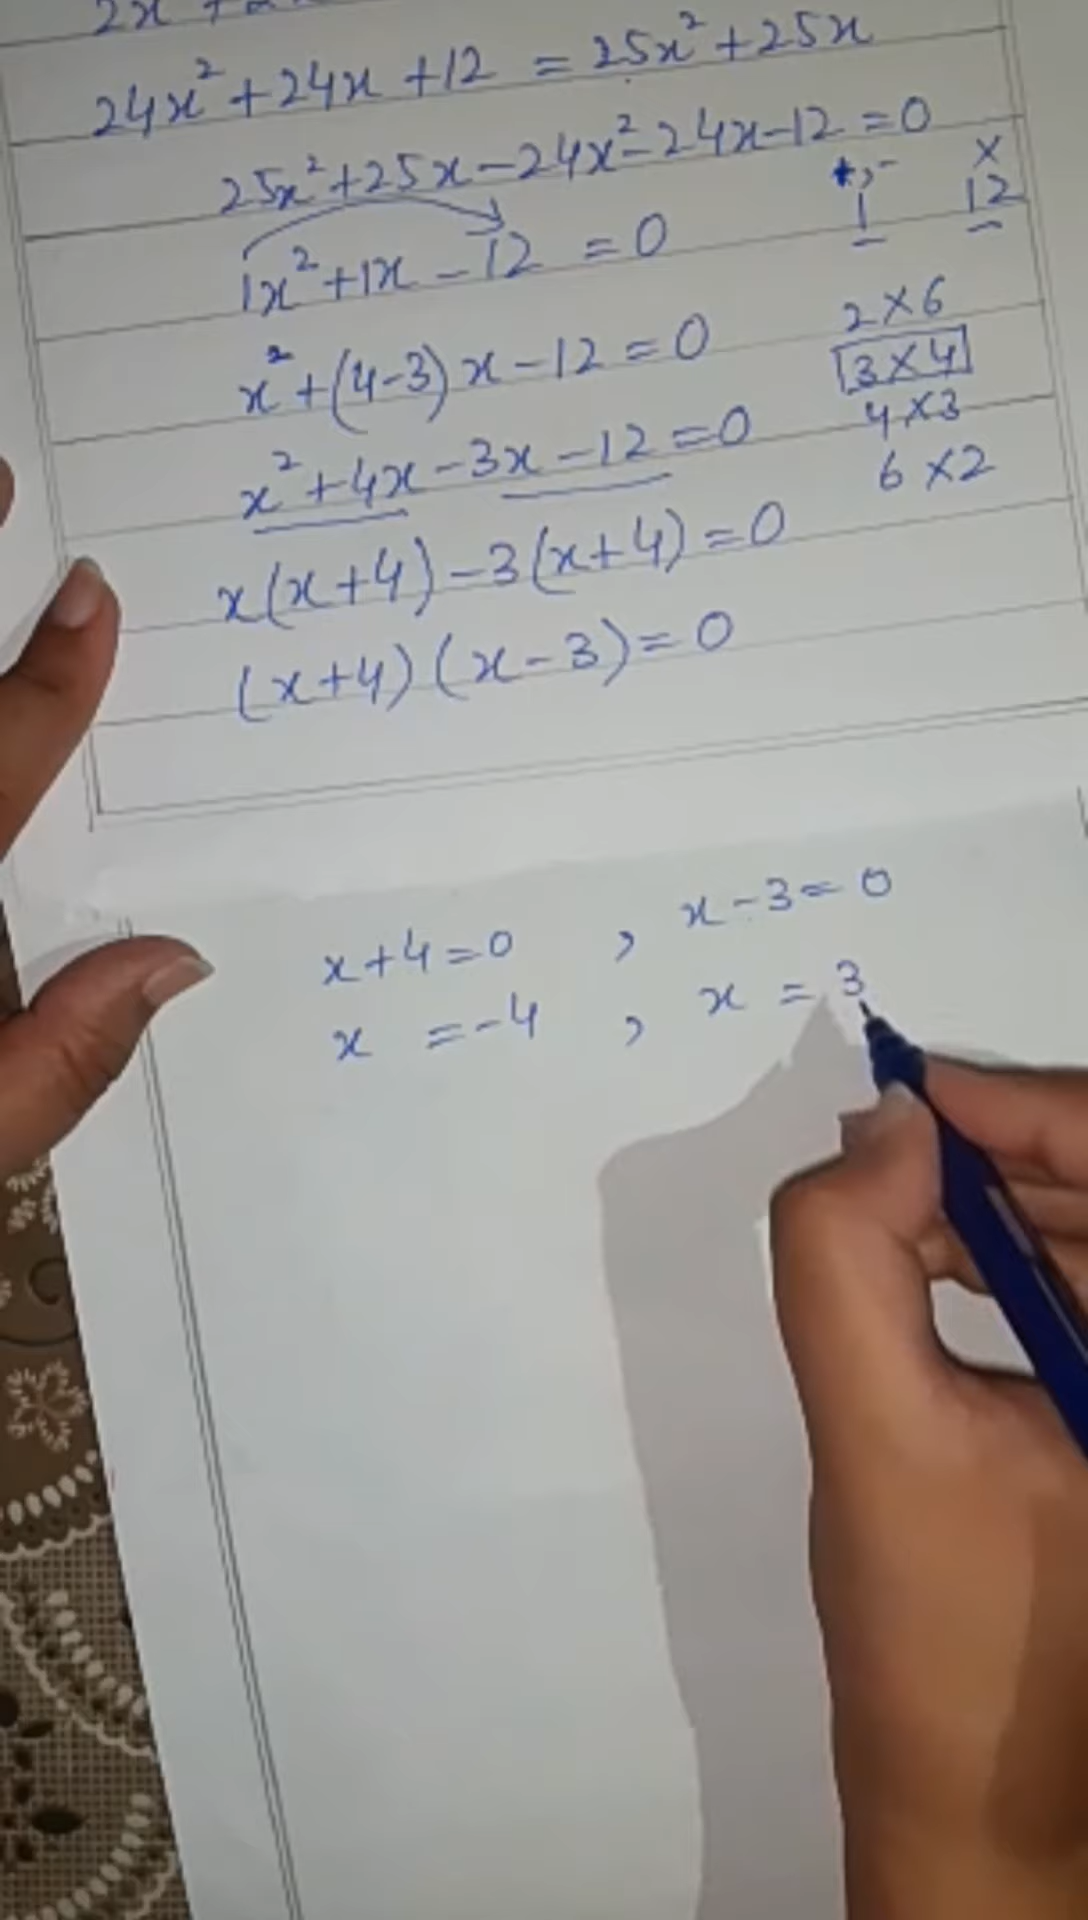 2x +
24x² + 24x + 12 = 25x² + 25x
25x² + 25x - 24x² - 24x - 12 = 0
+, - ×
1 12
1x² + 1x - 12 = 0
2 × 6
x² + (4-3) x - 12 = 0
3 × 4
4 × 3
x² + 4x - 3x - 12 = 0
6 × 2
x(x+4) - 3(x+4) = 0
(x+4) (x-3) = 0
x+4=0 , x-3=0
x =-4 , x = 3